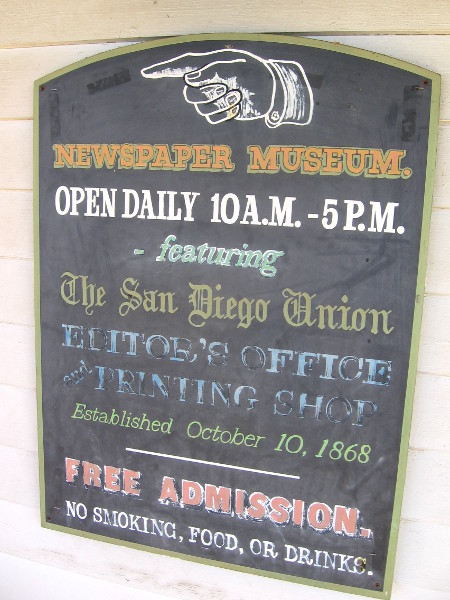 NEWSPAPER MUSEUM.
OPEN DAILY 10 A.M. - 5 P.M.
- featuring
The San Diego Union
EDITOR'S OFFICE
and PRINTING SHOP
Established October 10, 1868
FREE ADMISSION.
NO SMOKING, FOOD, OR DRINKS.